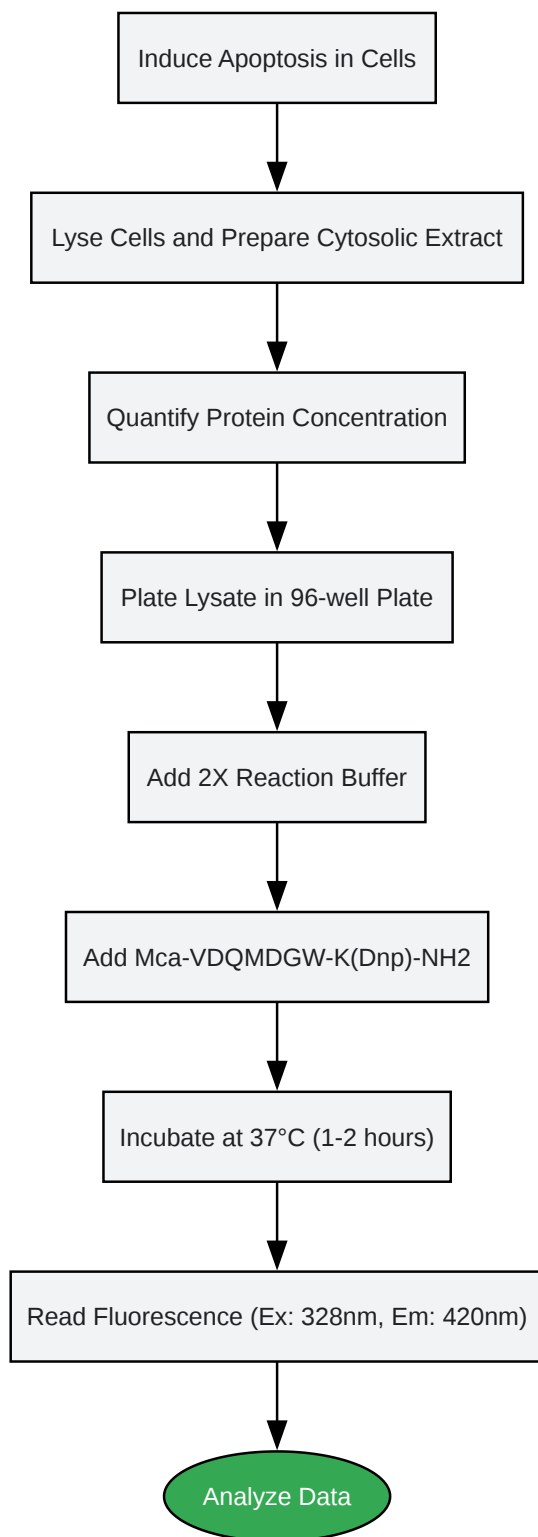 Induce Apoptosis in Cells
Lyse Cells and Prepare Cytosolic Extract
Quantify Protein Concentration
Plate Lysate in 96-well Plate
Add 2X Reaction Buffer
Add Mca-VDQMDGW-K(Dnp)-NH2
Incubate at 37°C (1-2 hours)
Read Fluorescence (Ex: 328nm, Em: 420nm)
Analyze Data